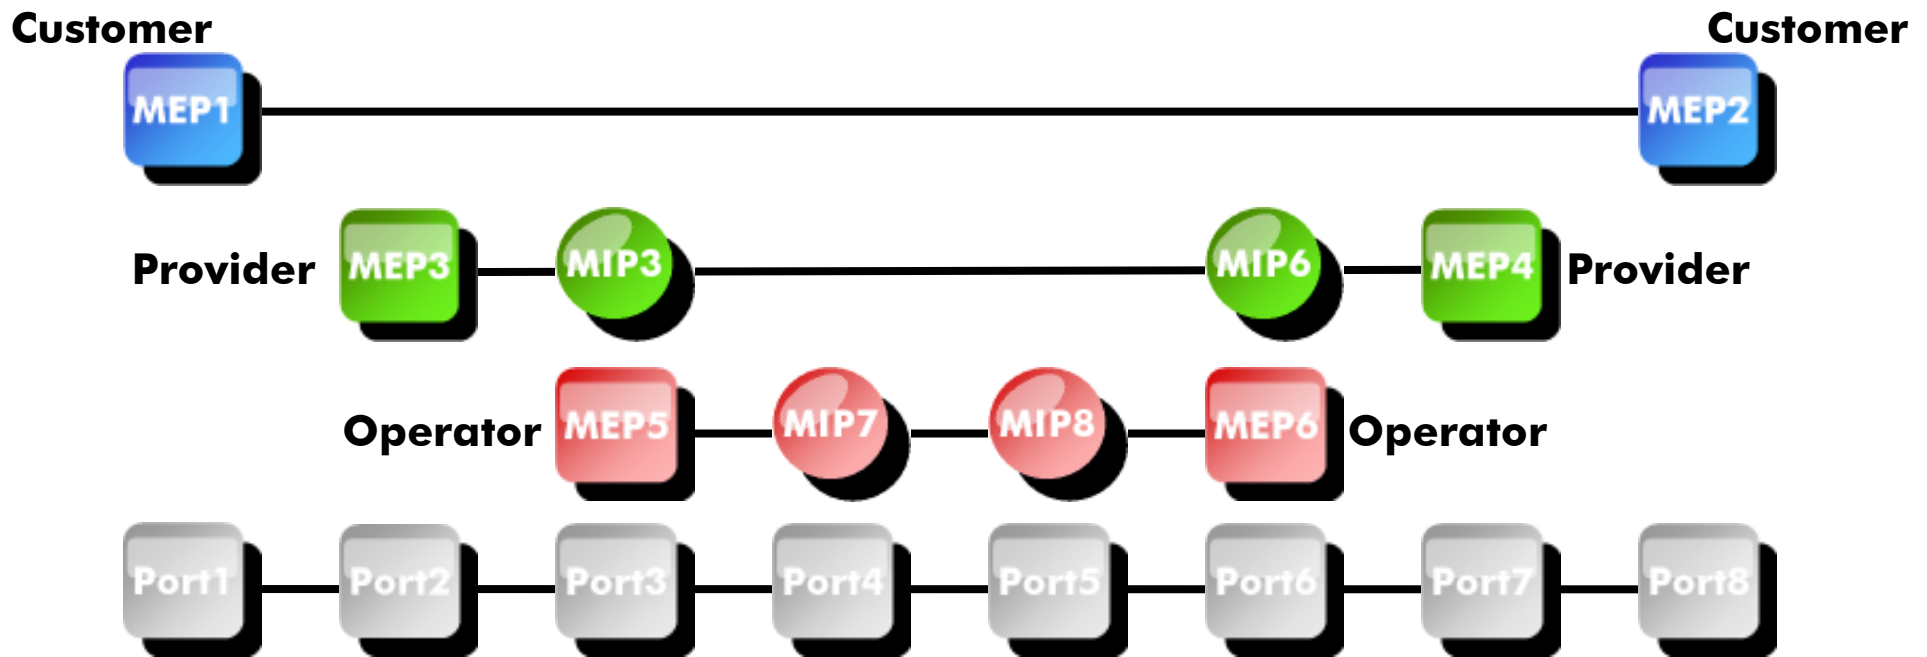 Customer Customer
MEP1 MEP2
Provider MEP3 MIP3 MIP6 MEP4 Provider
Operator MEP5 MIP7 MIP8 MEP6 Operator
Port1 Port2 Port3 Port4 Port5 Port6 Port7 Port8